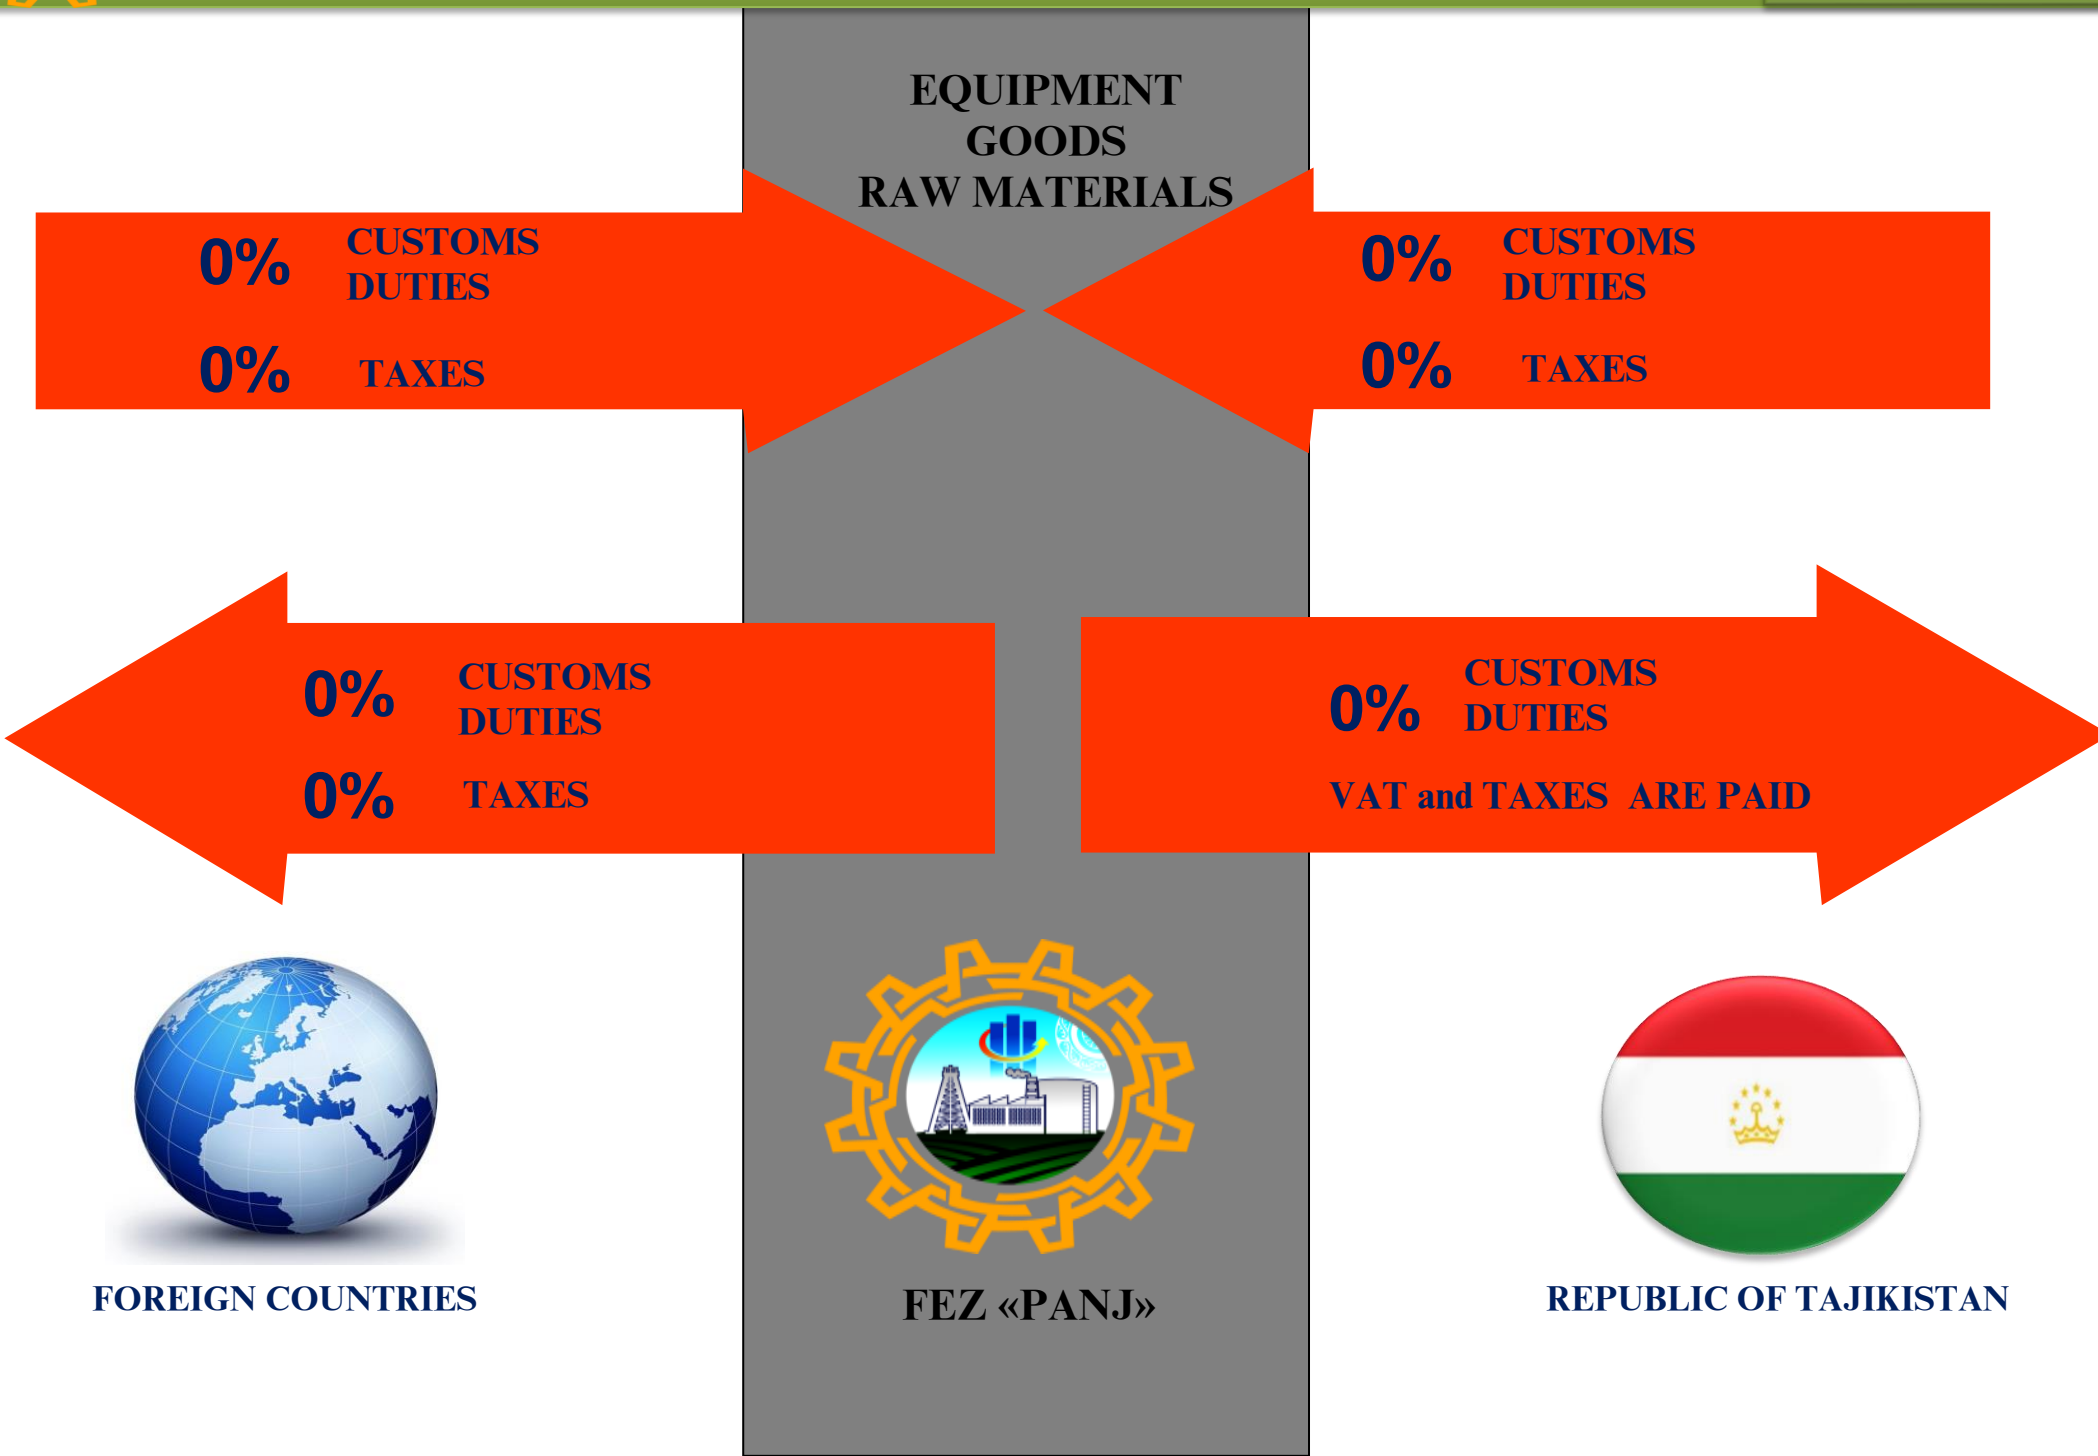 EQUIPMENT
GOODS
RAW MATERIALS
0% CUSTOMS
DUTIES
0% TAXES
0% CUSTOMS
DUTIES
0% TAXES
0% CUSTOMS
DUTIES
0% TAXES
0% CUSTOMS
DUTIES
VAT and TAXES ARE PAID
FOREIGN COUNTRIES
FEZ «PANJ»
REPUBLIC OF TAJIKISTAN